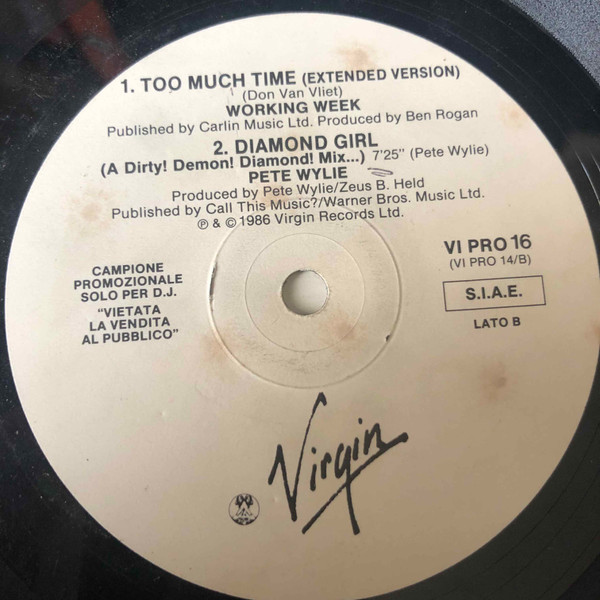 1. TOO MUCH TIME (EXTENDED VERSION)
(Don Van Vliet)
WORKING WEEK
Published by Carlin Music Ltd. Produced by Ben Rogan
2. DIAMOND GIRL
(A Dirty! Demon! Diamond! Mix...) 7'25" (Pete Wylie)
PETE WYLIE
Produced by Pete Wylie/Zeus B. Held
Published by Call This Music?/Warner Bros. Music Ltd.
℗ & © 1986 Virgin Records Ltd.
CAMPIONE
PROMOZIONALE
SOLO PER D.J.
"VIETATA
LA VENDITA
AL PUBBLICO"
VI PRO 16
(VI PRO 14/B)
S.I.A.E.
LATO B
Virgin